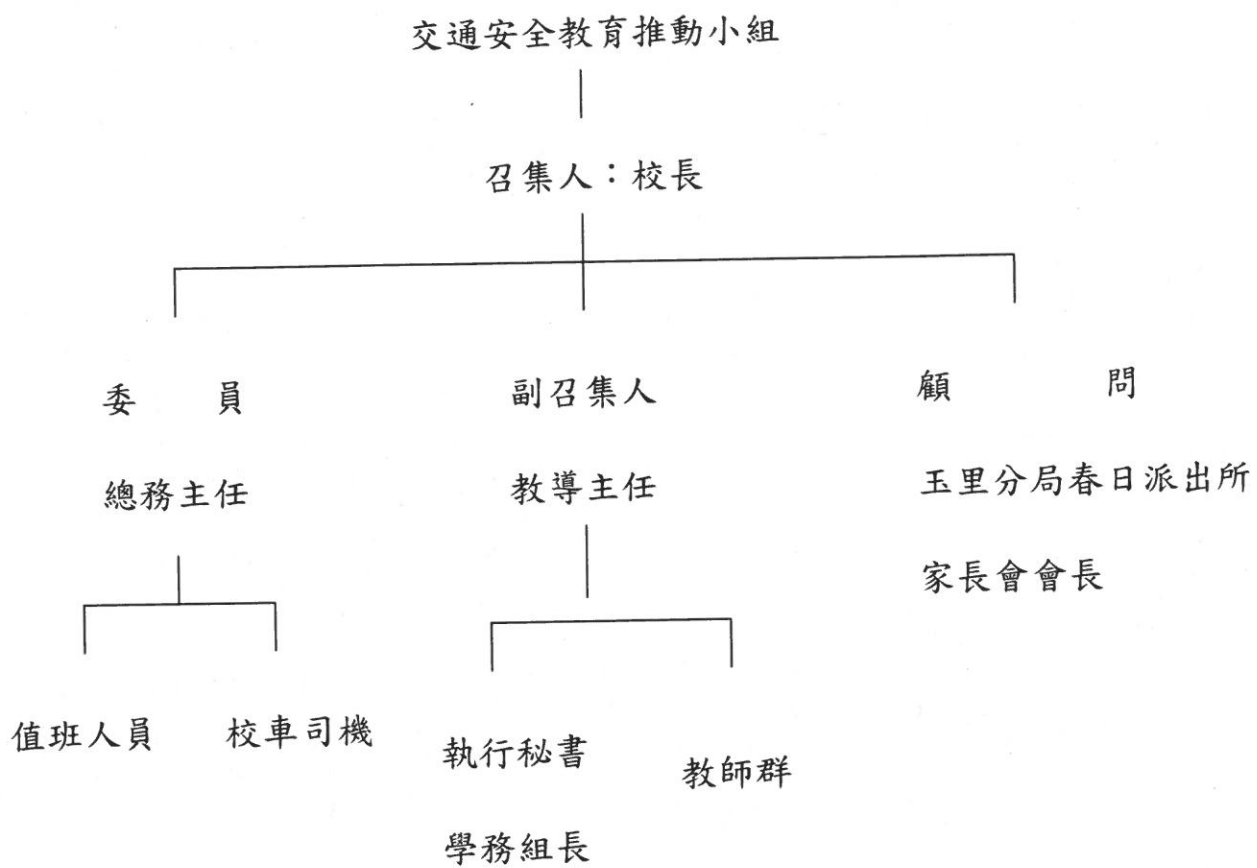 交通安全教育推動小組
召集人：校長
委 員
副召集人
顧 問
總務主任
教導主任
玉里分局春日派出所
家長會會長
值班人員
校車司機
執行秘書
教師群
學務組長